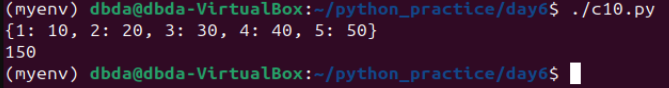 (myenv) dbda@dbda-VirtualBox:~/python_practice/day6$ ./c10.py
{1: 10, 2: 20, 3: 30, 4: 40, 5: 50}
150
(myenv) dbda@dbda-VirtualBox:~/python_practice/day6$